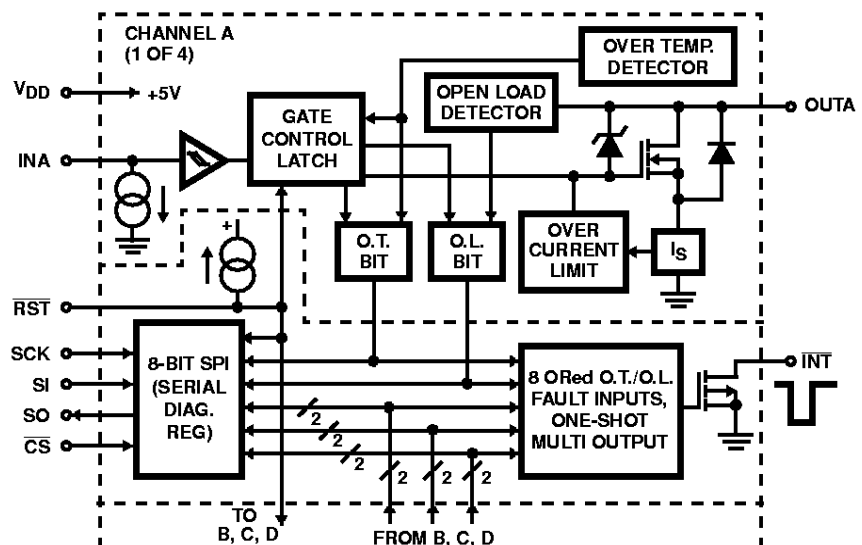 CHANNEL A
(1 OF 4)
OVER TEMP.
DETECTOR
VDD
+5V
OPEN LOAD
DETECTOR
OUTA
GATE
CONTROL
LATCH
INA
+
O.T.
BIT
O.L.
BIT
OVER
CURRENT
LIMIT
IS
RST
SCK
SI
SO
CS
8-BIT SPI
(SERIAL
DIAG.
REG)
8 ORed O.T./O.L.
FAULT INPUTS,
ONE-SHOT
MULTI OUTPUT
INT
2
2
2
2
2
2
TO
B, C, D
FROM B, C, D